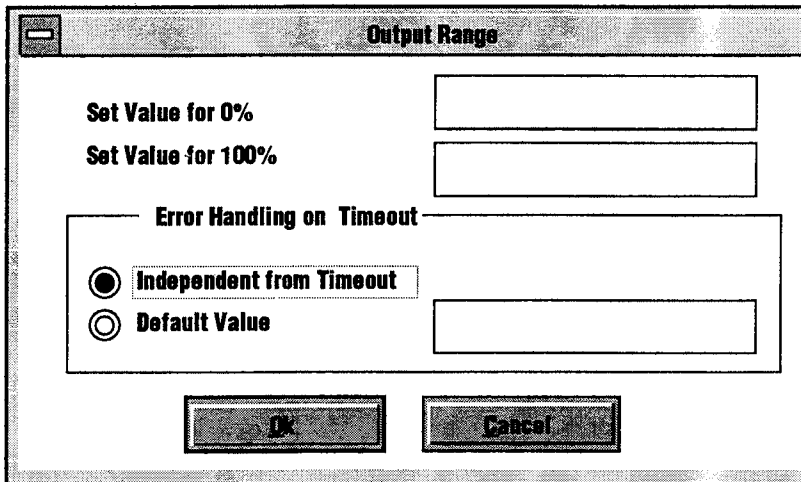 Output Range
Set Value for 0%
Set Value for 100%
Error Handling on Timeout
Independent from Timeout
Default Value
Ok
Cancel